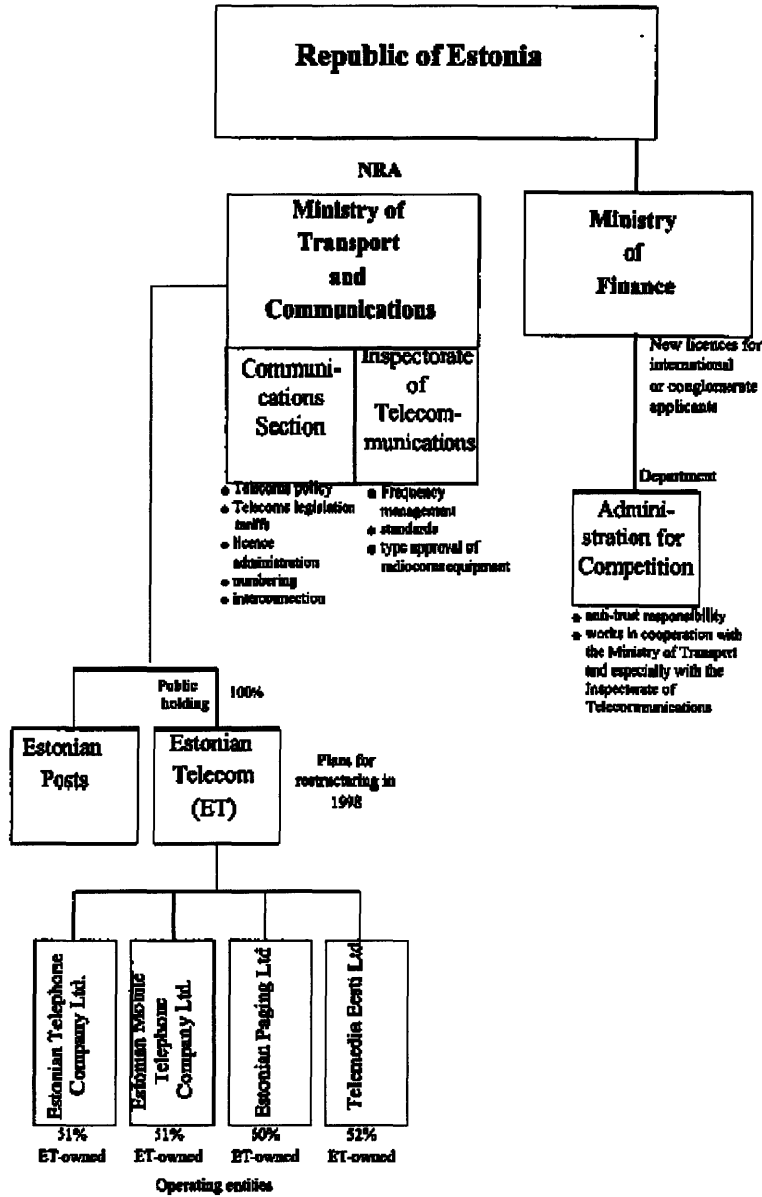 Republic of Estonia
NRA
Ministry of
Transport
and
Communications
Ministry
of
Finance
Communi-
cations
Section
Inspectorate
of
Telecom-
munications
New licences for
international
or conglomerate
applicants
Telecoms policy
Telecoms legislation
tariffs
licence
administration
numbering
interconnection
Frequency
management
standards
type approval of
radiocoms equipment
Department
Admini-
stration for
Competition
anti-trust responsibility
works in cooperation with
the Ministry of Transport
and especially with the
Inspectorate of
Telecommunications
Public
holding
100%
Estonian
Posts
Estonian
Telecom
(ET)
Plans for
restructuring in
1998
Estonian Telephone
Company Ltd.
Estonian Mobile
Telephone
Company Ltd.
Estonian Paging Ltd
Telemedia Eesti Ltd
51%
ET-owned
51%
ET-owned
60%
ET-owned
52%
ET-owned
Operating entities